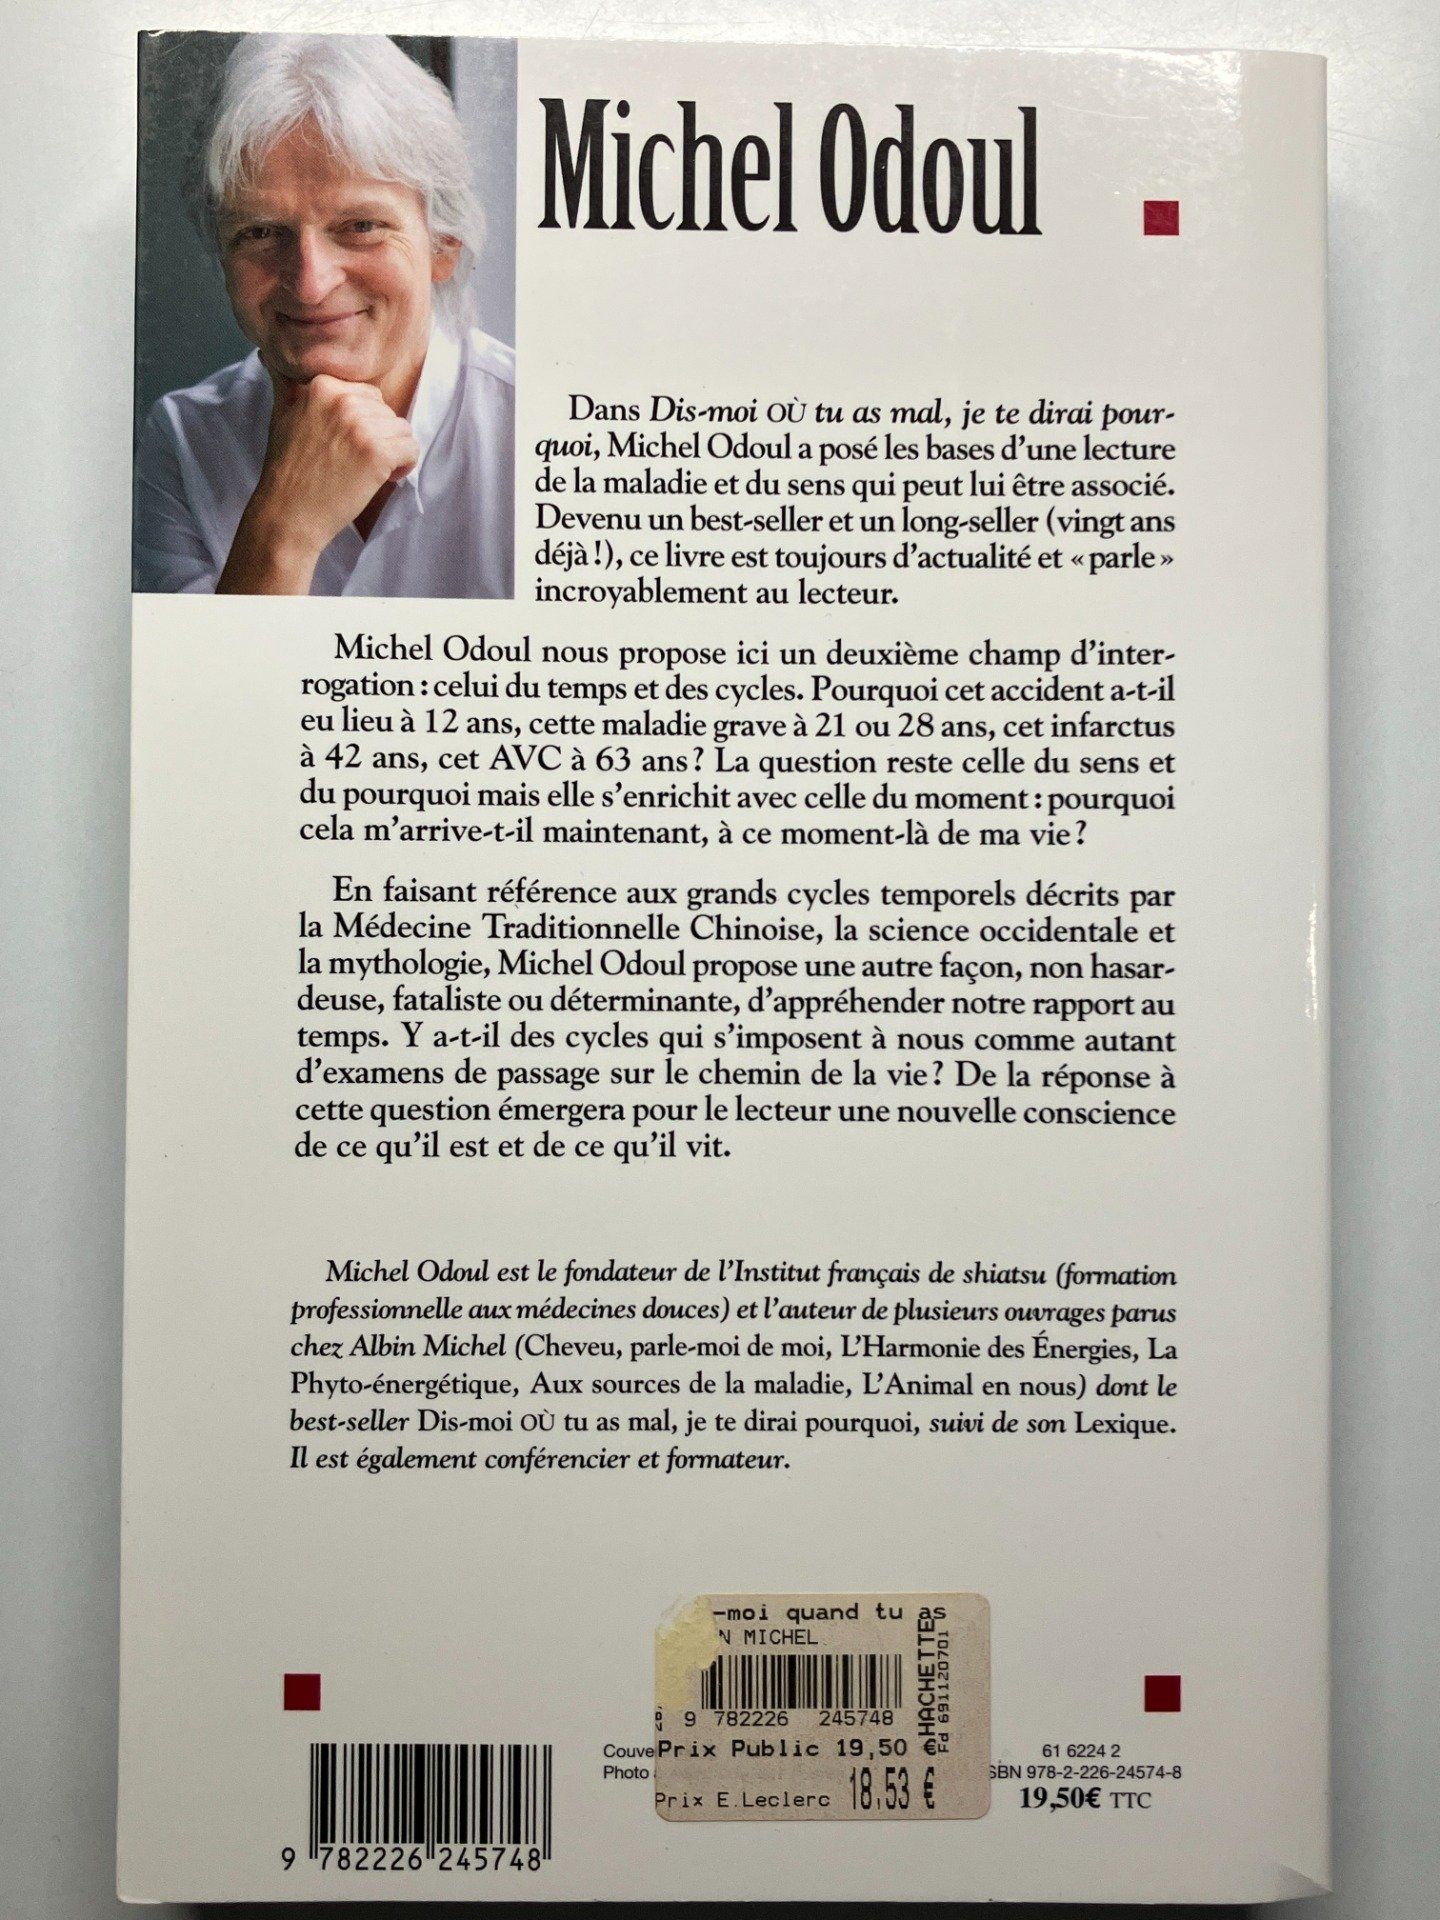 Michel Odoul
Dans Dis-moi OÙ tu as mal, je te dirai pour-
quoi, Michel Odoul a posé les bases d'une lecture
de la maladie et du sens qui peut lui être associé.
Devenu un best-seller et un long-seller (vingt ans
déjà !), ce livre est toujours d'actualité et « parle »
incroyablement au lecteur.
Michel Odoul nous propose ici un deuxième champ d'inter-
rogation : celui du temps et des cycles. Pourquoi cet accident a-t-il
eu lieu à 12 ans, cette maladie grave à 21 ou 28 ans, cet infarctus
à 42 ans, cet AVC à 63 ans ? La question reste celle du sens et
du pourquoi mais elle s'enrichit avec celle du moment : pourquoi
cela m'arrive-t-il maintenant, à ce moment-là de ma vie ?
En faisant référence aux grands cycles temporels décrits par
la Médecine Traditionnelle Chinoise, la science occidentale et
la mythologie, Michel Odoul propose une autre façon, non hasar-
deuse, fataliste ou déterminante, d'appréhender notre rapport au
temps. Y a-t-il des cycles qui s'imposent à nous comme autant
d'examens de passage sur le chemin de la vie ? De la réponse à
cette question émergera pour le lecteur une nouvelle conscience
de ce qu'il est et de ce qu'il vit.
Michel Odoul est le fondateur de l'Institut français de shiatsu (formation
professionnelle aux médecines douces) et l'auteur de plusieurs ouvrages parus
chez Albin Michel (Cheveu, parle-moi de moi, L'Harmonie des Énergies, La
Phyto-énergétique, Aux sources de la maladie, L'Animal en nous) dont le
best-seller Dis-moi OÙ tu as mal, je te dirai pourquoi, suivi de son Lexique.
Il est également conférencier et formateur.
-moi quand tu as
N MICHEL
9 782226 245748
HACHETTE
Fd 691120701
Prix Public 19,50 €
Prix E.Leclerc 18,53 €
Couve
Photo
61 6224 2
SBN 978-2-226-24574-8
19,50€ TTC
9 782226 245748